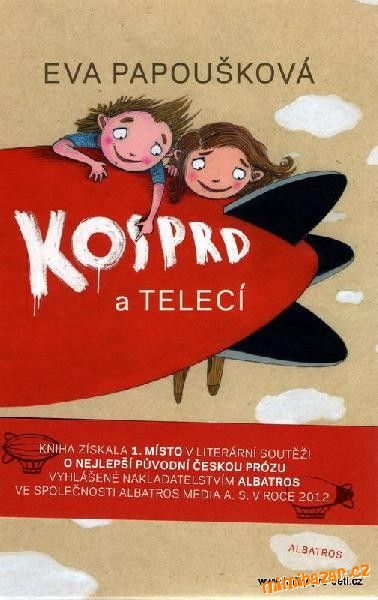 EVA PAPOUŠKOVÁ
KOSPRD
a TELECÍ
KNIHA ZÍSKALA 1. MÍSTO V LITERÁRNÍ SOUTĚŽI
O NEJLEPŠÍ PŮVODNÍ ČESKOU PRÓZU
VYHLÁŠENÉ NAKLADATELSTVÍM ALBATROS
VE SPOLEČNOSTI ALBATROS MEDIA A. S. V ROCE 2012
ALBATROS